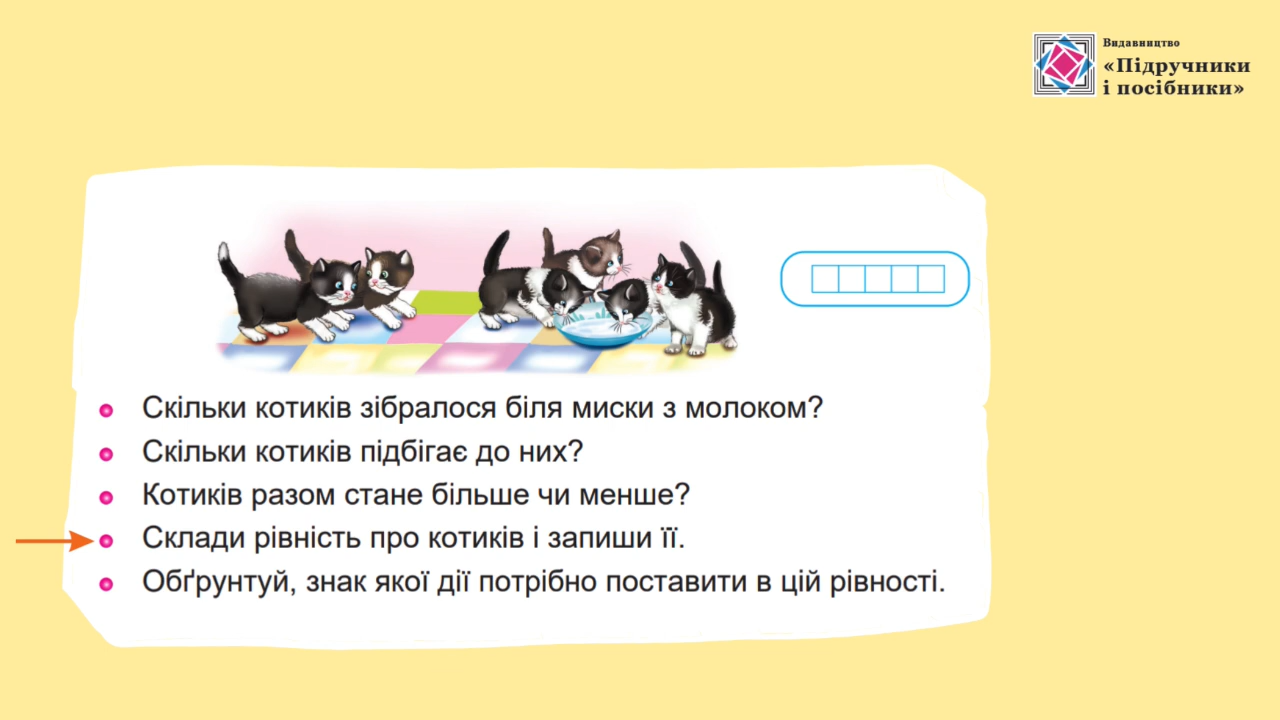 Видавництво
«Підручники
і посібники»
Скільки котиків зібралося біля миски з молоком?
Скільки котиків підбігає до них?
Котиків разом стане більше чи менше?
Склади рівність про котиків і запиши її.
Обґрунтуй, знак якої дії потрібно поставити в цій рівності.